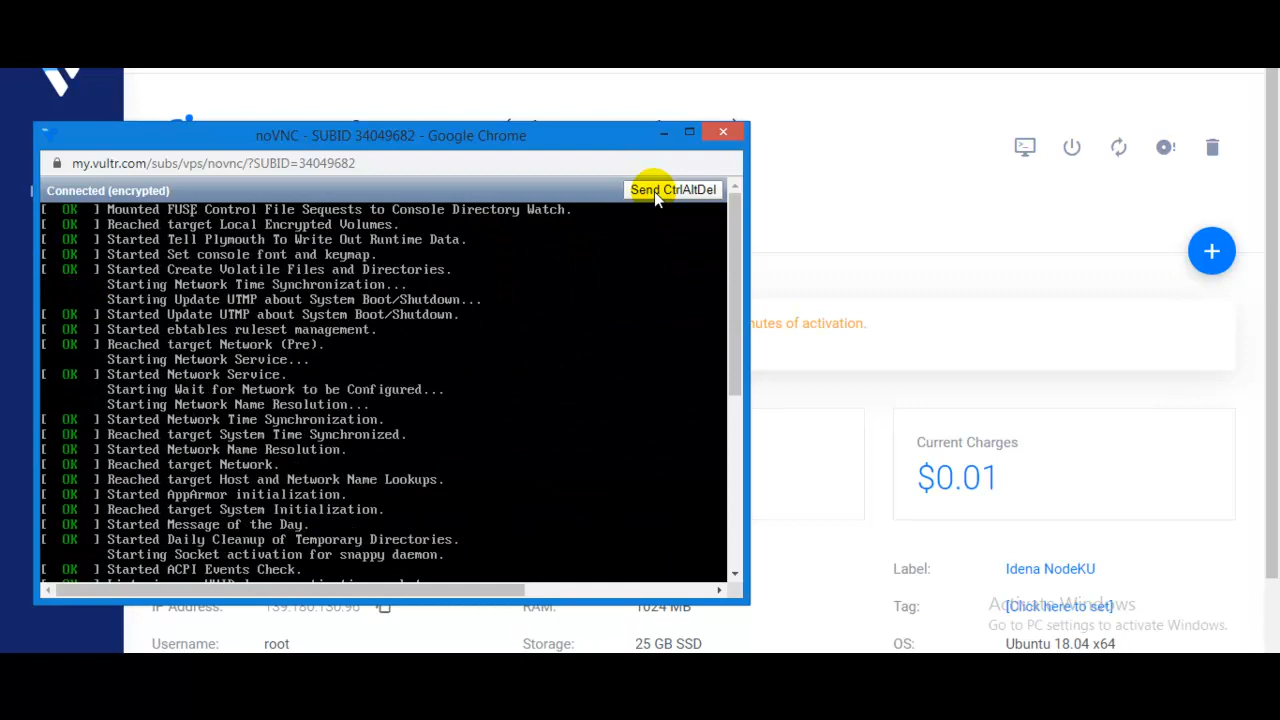 noVNC - SUBID 34049682 - Google Chrome
my.vultr.com/subs/vps/novnc/?SUBID=34049682
Connected (encrypted)
Send CtrlAltDel
[ OK ] Mounted FUSE Control File Sequests to Console Directory Watch.
[ OK ] Reached target Local Encrypted Volumes.
[ OK ] Started Tell Plymouth To Write Out Runtime Data.
[ OK ] Started Set console font and keymap.
[ OK ] Started Create Volatile Files and Directories.
Starting Network Time Synchronization...
Starting Update UTMP about System Boot/Shutdown...
[ OK ] Started Update UTMP about System Boot/Shutdown.
[ OK ] Started ebtables ruleset management.
[ OK ] Reached target Network (Pre).
Starting Network Service...
[ OK ] Started Network Service.
Starting Wait for Network to be Configured...
Starting Network Name Resolution...
[ OK ] Started Network Time Synchronization.
[ OK ] Reached target System Time Synchronized.
[ OK ] Started Network Name Resolution.
[ OK ] Reached target Network.
[ OK ] Reached target Host and Network Name Lookups.
[ OK ] Started AppArmor initialization.
[ OK ] Reached target System Initialization.
[ OK ] Started Message of the Day.
[ OK ] Started Daily Cleanup of Temporary Directories.
Starting Socket activation for snappy daemon.
[ OK ] Started ACPI Events Check.
nutes of activation.
Current Charges
$0.01
Label: Idena NodeKU
Tag: [Click here to set]
Activate Windows
Go to PC settings to activate Windows.
IP Address: 139.180.130.96 RAM: 1024 MB
Username: root Storage: 25 GB SSD OS: Ubuntu 18.04 x64